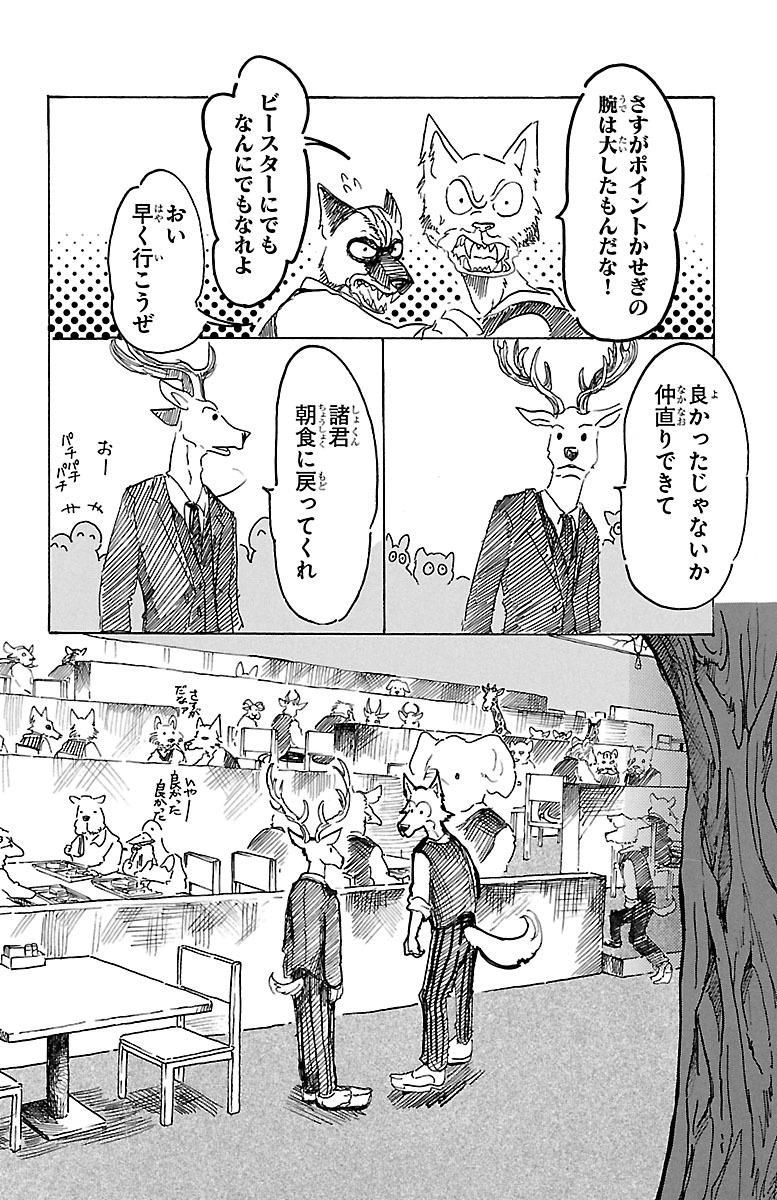 さすがポイントかせぎの
腕は大したもんだな！
ビースターにでも
なんにでもなれよ
おい
早く行こうぜ
良かったじゃないか
仲直りできて
諸君
朝食に戻ってくれ
おー
パチ
パチパチ
パチ
さすが
だな
いやー
良かった
良かった